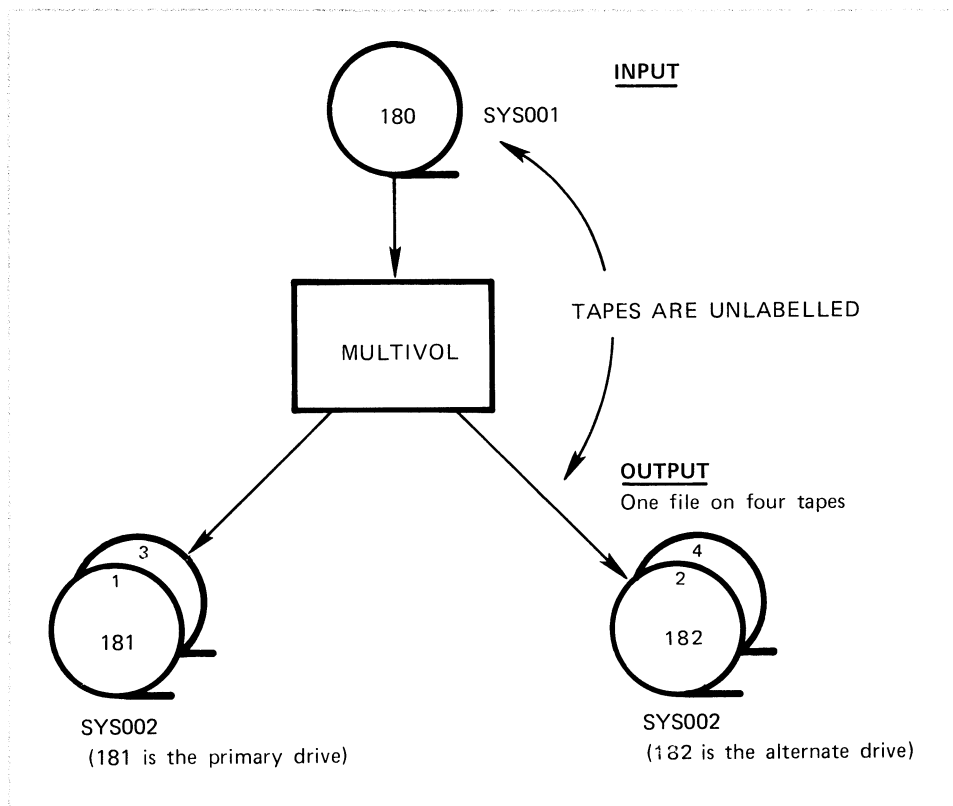 INPUT
180
SYS001
TAPES ARE UNLABELLED
MULTIVOL
OUTPUT
One file on four tapes
3
1
181
4
2
182
SYS002
(181 is the primary drive)
SYS002
(182 is the alternate drive)